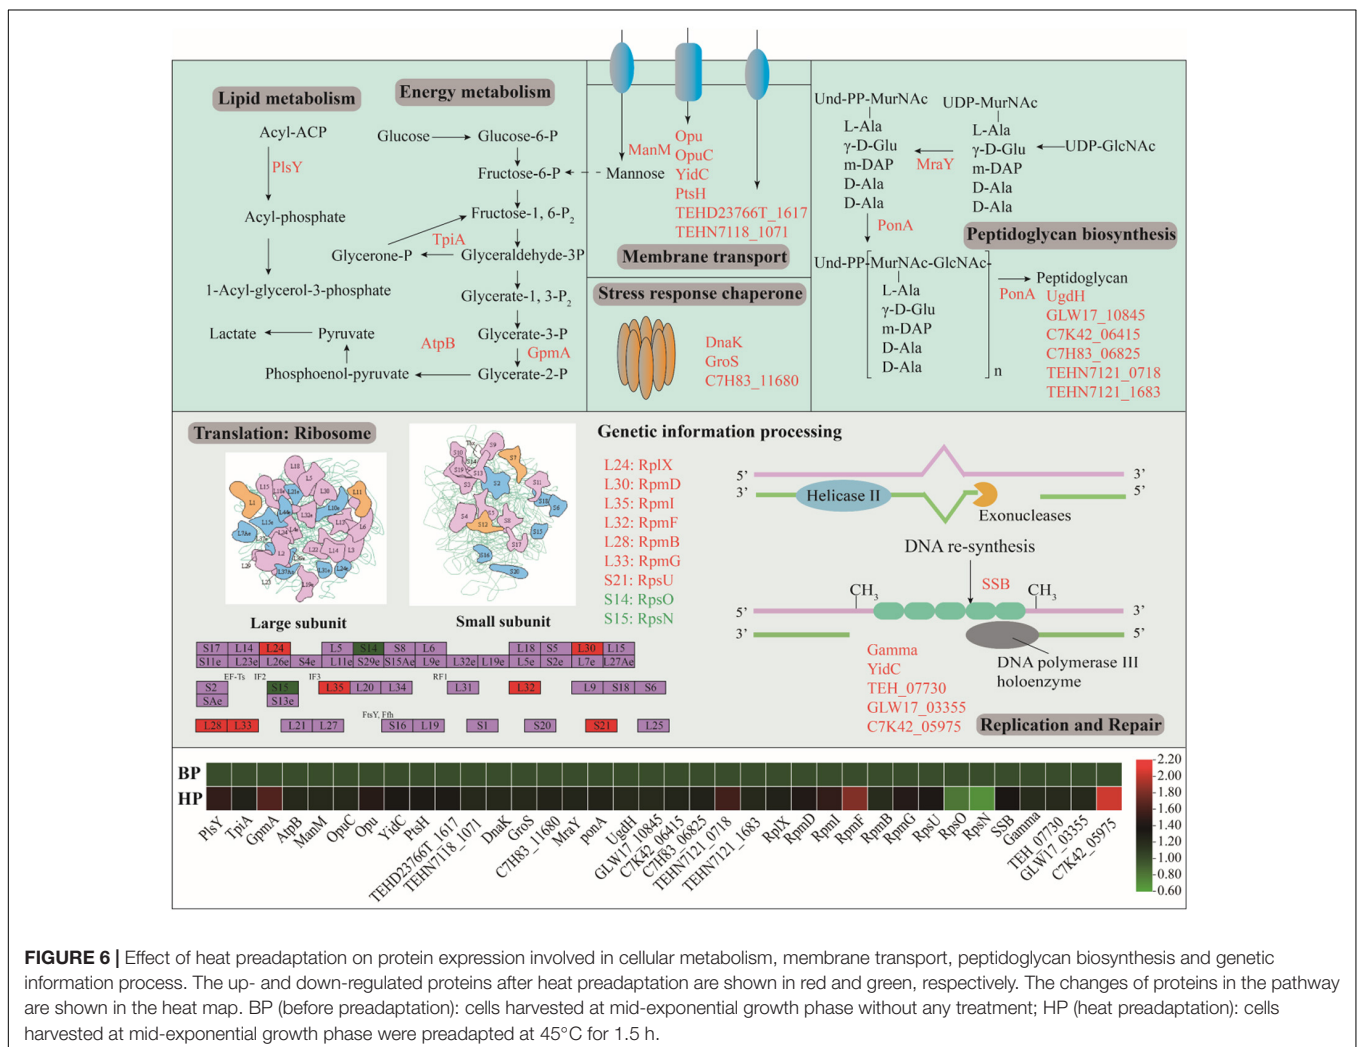 Lipid metabolism
Acyl-ACP
PlsY
Acyl-phosphate
1-Acyl-glycerol-3-phosphate
Energy metabolism
Glucose
Glucose-6-P
Fructose-6-P
Fructose-1, 6-P2
TpiA
Glycerone-P
Glyceraldehyde-3P
Glycerate-1, 3-P2
Glycerate-3-P
AtpB
GpmA
Glycerate-2-P
Phosphoenol-pyruvate
Pyruvate
Lactate
ManM
Mannose
Opu
OpuC
YidC
PtsH
TEHD23766T_1617
TEHN7118_1071
Membrane transport
Stress response chaperone
DnaK
GroS
C7H83_11680
Und-PP-MurNAc
L-Ala
γ-D-Glu
m-DAP
D-Ala
D-Ala
MraY
UDP-MurNAc
L-Ala
γ-D-Glu
m-DAP
D-Ala
D-Ala
UDP-GlcNAc
PonA
Peptidoglycan biosynthesis
Und-PP-MurNAc-GlcNAc-
L-Ala
γ-D-Glu
m-DAP
D-Ala
D-Ala
n
PonA
Peptidoglycan
UgdH
GLW17_10845
C7K42_06415
C7H83_06825
TEHN7121_0718
TEHN7121_1683
Translation: Ribosome
Large subunit
Small subunit
S17 L14 L24 L5 S14 S8 L6 L18 S5 L30 L15
S11e L23e L26e S4e L11e S29e S15Ae L9e L32e L19e L5e S2e L7e L27Ae
EF-Ts IF2 IF3 RF1
S2 S15 L35 L20 L34 L31 L32 L9 S18 S6
SAe S13e
FtsY, Ffh
L28 L33 L21 L27 S16 L19 S1 S20 S21 L25
Genetic information processing
L24: RplX
L30: RpmD
L35: RpmI
L32: RpmF
L28: RpmB
L33: RpmG
S21: RpsU
S14: RpsO
S15: RpsN
5’ 3’
3’ 5’
Helicase II
Exonucleases
DNA re-synthesis
SSB
CH3 CH3
5’ 3’
3’ 5’
DNA polymerase III
holoenzyme
Gamma
YidC
TEH_07730
GLW17_03355
C7K42_05975
Replication and Repair
BP
HP
PlsY TpiA GpmA AtpB ManM OpuC Opu YidC PtsH TEHD23766T_1617 TEHN7118_1071 DnaK GroS C7H83_11680 MraY ponA UgdH GLW17_10845 C7K42_06415 C7H83_06825 TEHN7121_0718 TEHN7121_1683 RplX RpmD RpmI RpmF RpmB RpmG RpsU RpsO RpsN SSB Gamma TEH_07730 GLW17_03355 C7K42_05975
2.20
2.00
1.80
1.60
1.40
1.20
1.00
0.80
0.60
FIGURE 6 | Effect of heat preadaptation on protein expression involved in cellular metabolism, membrane transport, peptidoglycan biosynthesis and genetic
information process. The up- and down-regulated proteins after heat preadaptation are shown in red and green, respectively. The changes of proteins in the pathway
are shown in the heat map. BP (before preadaptation): cells harvested at mid-exponential growth phase without any treatment; HP (heat preadaptation): cells
harvested at mid-exponential growth phase were preadapted at 45°C for 1.5 h.